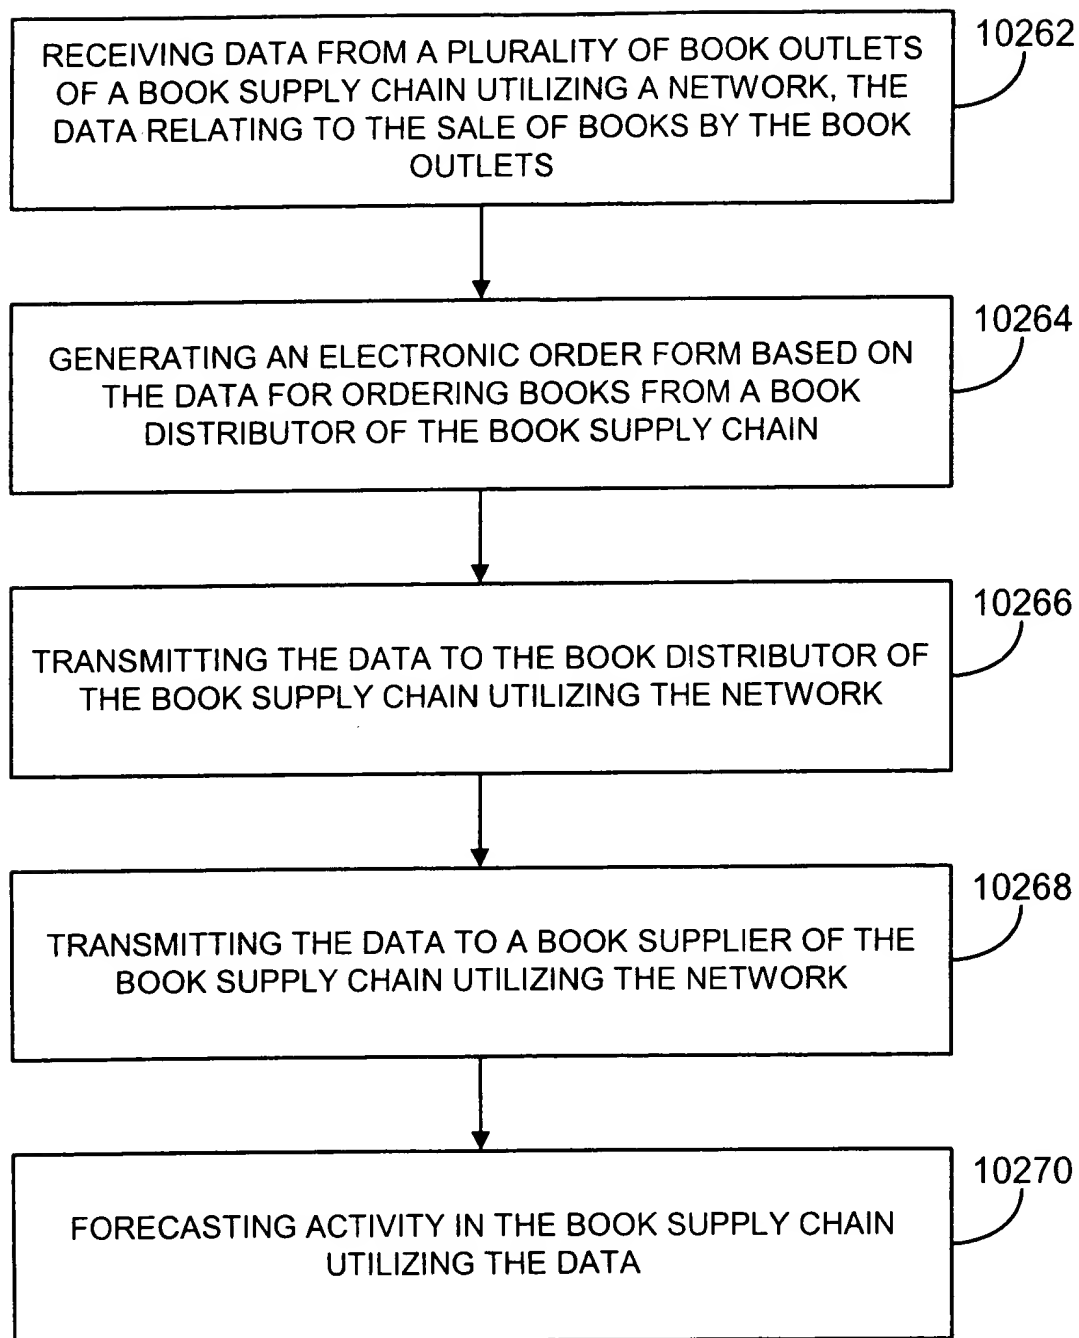 RECEIVING DATA FROM A PLURALITY OF BOOK OUTLETS
OF A BOOK SUPPLY CHAIN UTILIZING A NETWORK, THE
DATA RELATING TO THE SALE OF BOOKS BY THE BOOK
OUTLETS
10262
GENERATING AN ELECTRONIC ORDER FORM BASED ON
THE DATA FOR ORDERING BOOKS FROM A BOOK
DISTRIBUTOR OF THE BOOK SUPPLY CHAIN
10264
TRANSMITTING THE DATA TO THE BOOK DISTRIBUTOR OF
THE BOOK SUPPLY CHAIN UTILIZING THE NETWORK
10266
TRANSMITTING THE DATA TO A BOOK SUPPLIER OF THE
BOOK SUPPLY CHAIN UTILIZING THE NETWORK
10268
FORECASTING ACTIVITY IN THE BOOK SUPPLY CHAIN
UTILIZING THE DATA
10270